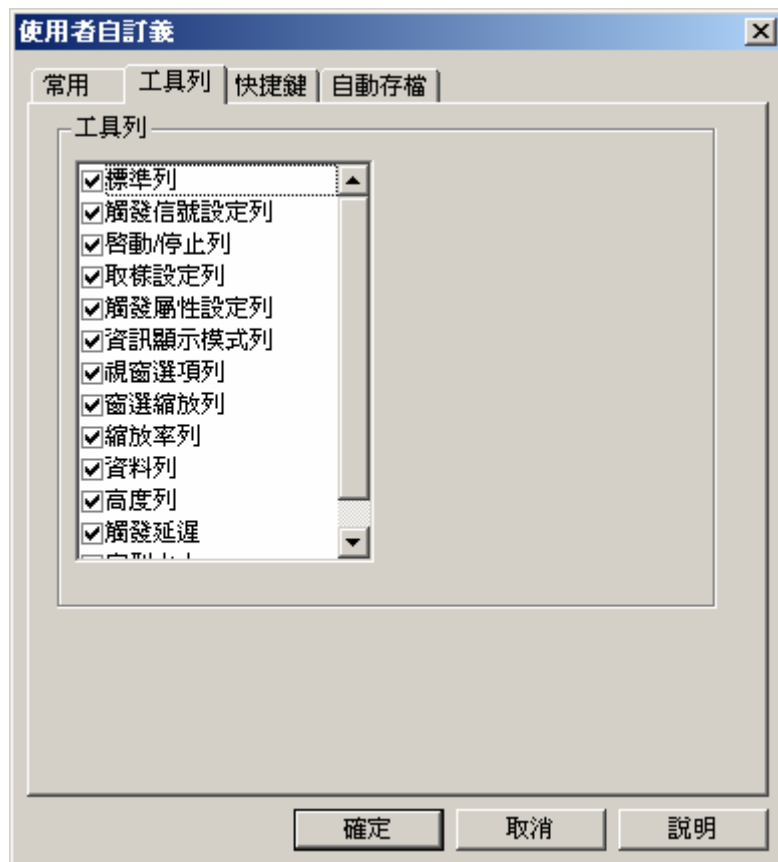 使用者自訂義
常用 工具列 快捷鍵 自動存檔
工具列
標準列
觸發信號設定列
啓動/停止列
取樣設定列
觸發屬性設定列
資訊顯示模式列
視窗選項列
窗選縮放列
縮放率列
資料列
高度列
觸發延遲
確定 取消 說明